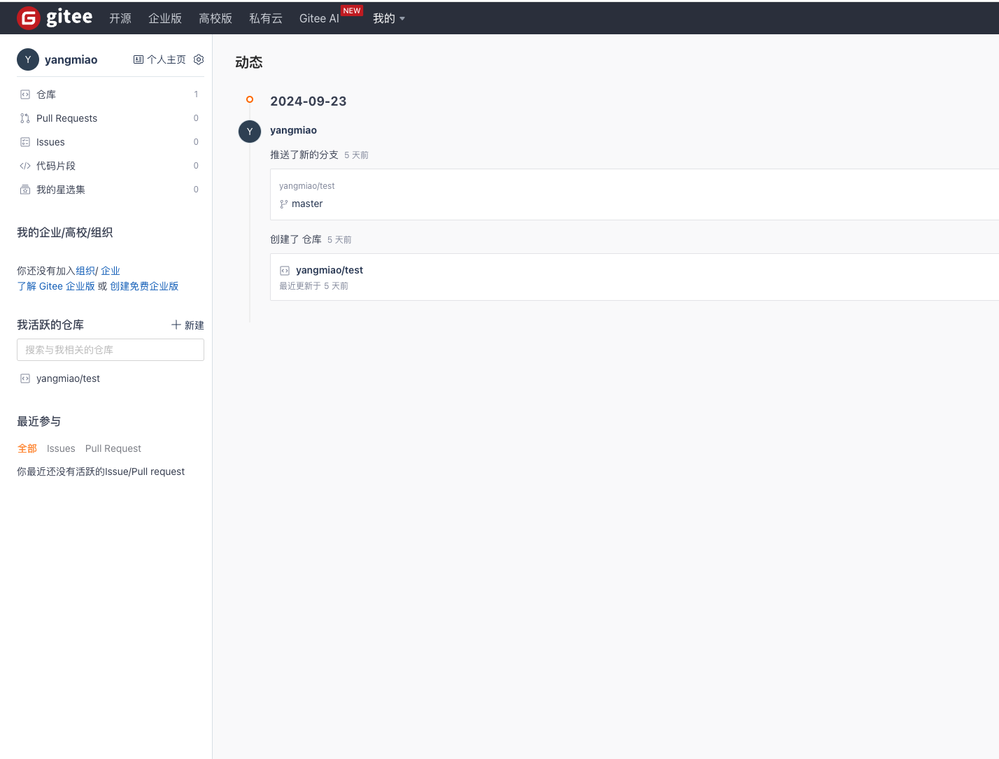 G gitee 开源 企业版 高校版 私有云 Gitee AI NEW 我的
Y yangmiao 个人主页
仓库 1
Pull Requests 0
Issues 0
代码片段 0
我的星选集 0
我的企业/高校/组织
你还没有加入组织/ 企业
了解 Gitee 企业版 或 创建免费企业版
我活跃的仓库 新建
搜索与我相关的仓库
yangmiao/test
最近参与
全部 Issues Pull Request
你最近还没有活跃的Issue/Pull request
动态
2024-09-23
Y yangmiao
推送了新的分支 5 天前
yangmiao/test
master
创建了 仓库 5 天前
yangmiao/test
最近更新于 5 天前